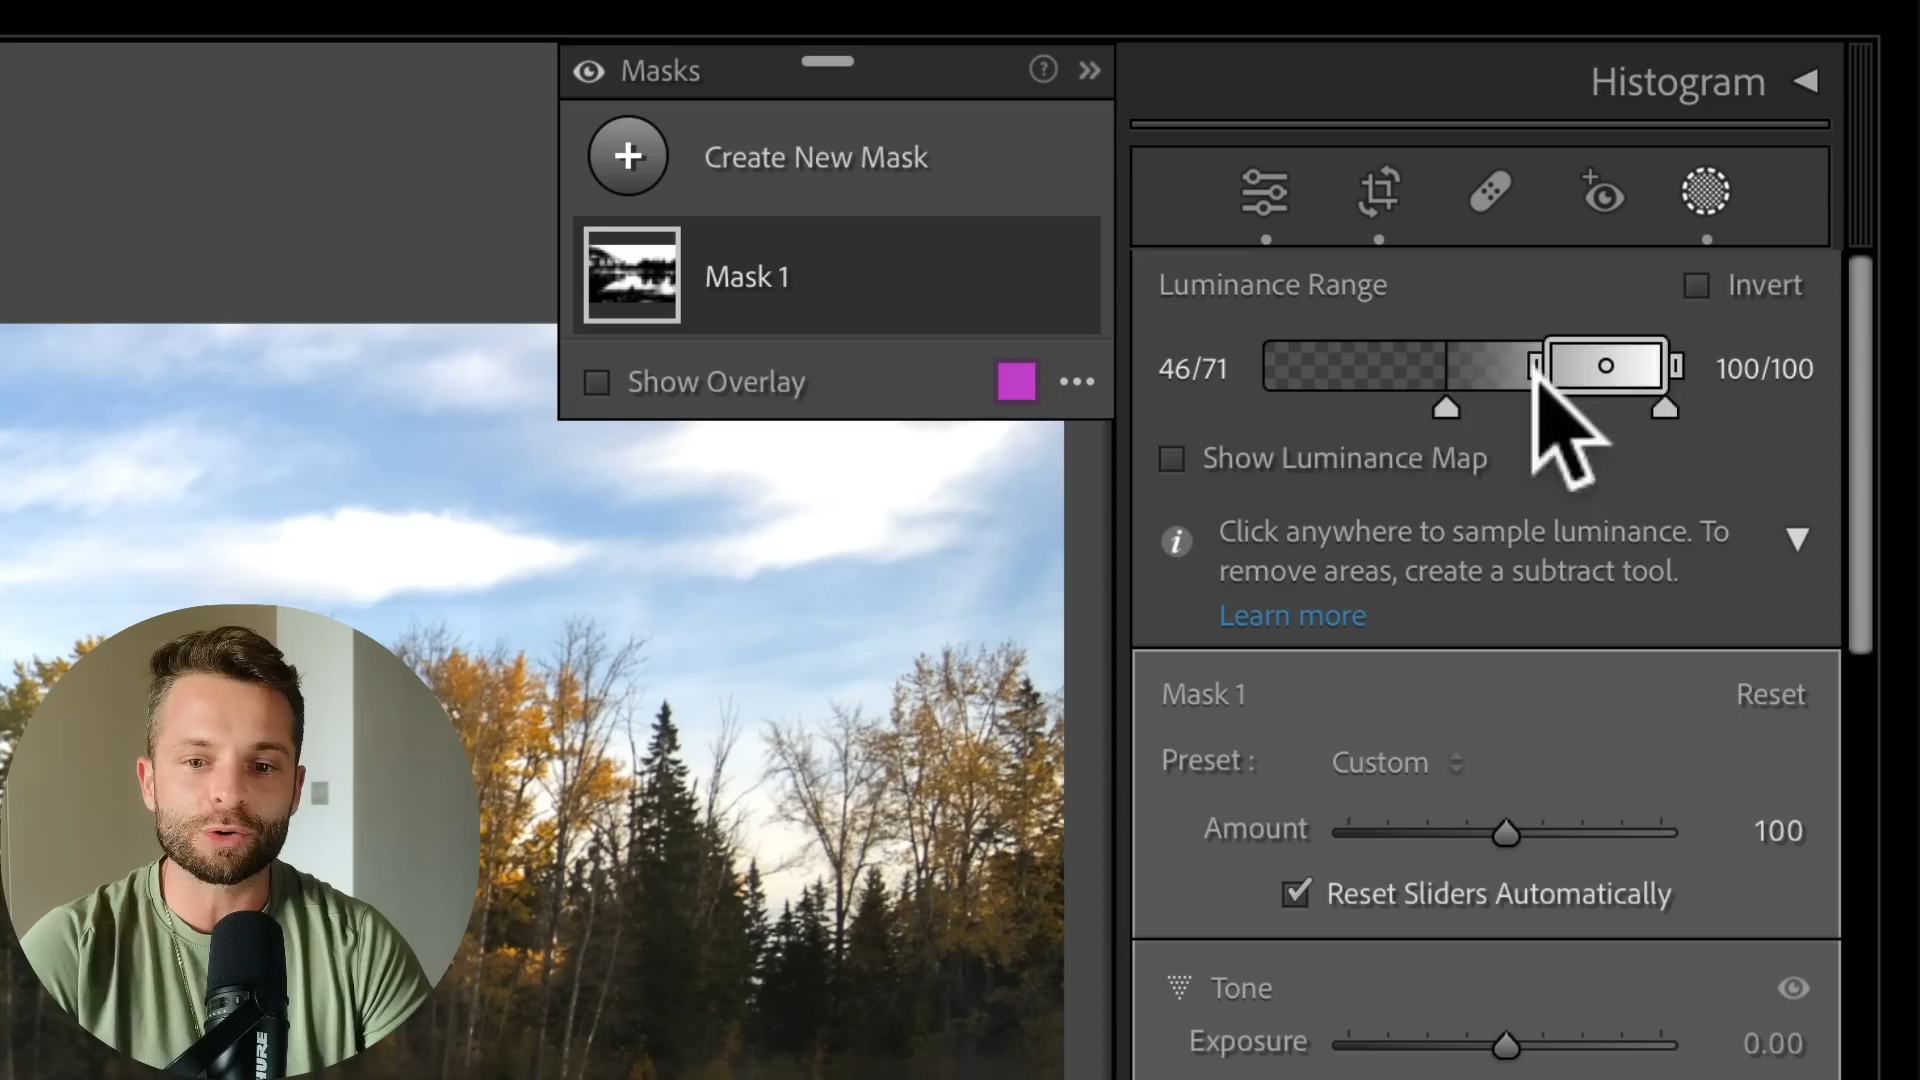 Masks
Histogram
Create New Mask
Mask 1
Show Overlay
Luminance Range
Invert
46/71
100/100
Show Luminance Map
Click anywhere to sample luminance. To
remove areas, create a subtract tool.
Learn more
Mask 1
Reset
Preset :
Custom
Amount
100
Reset Sliders Automatically
Tone
Exposure
0.00
SHURE